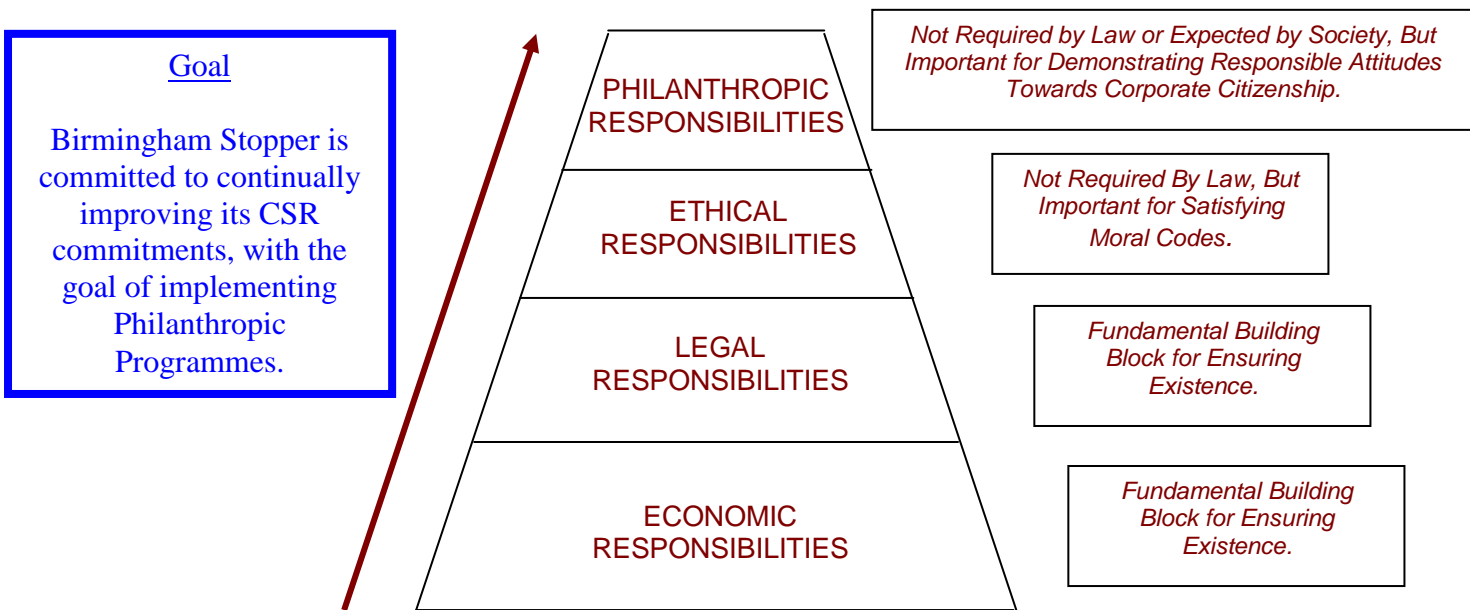 Goal
Birmingham Stopper is
committed to continually
improving its CSR
commitments, with the
goal of implementing
Philanthropic
Programmes.
PHILANTHROPIC
RESPONSIBILITIES
Not Required by Law or Expected by Society, But
Important for Demonstrating Responsible Attitudes
Towards Corporate Citizenship.
ETHICAL
RESPONSIBILITIES
Not Required By Law, But
Important for Satisfying
Moral Codes.
LEGAL
RESPONSIBILITIES
Fundamental Building
Block for Ensuring
Existence.
ECONOMIC
RESPONSIBILITIES
Fundamental Building
Block for Ensuring
Existence.